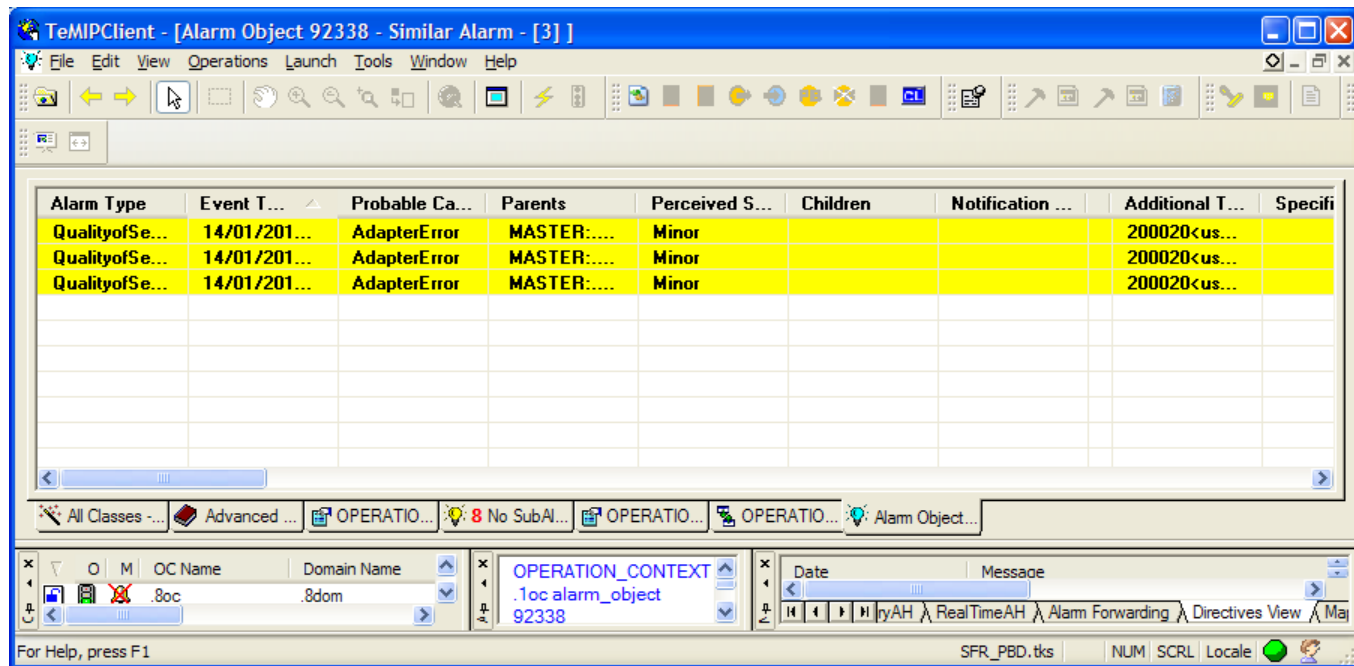 TeMIPClient - [Alarm Object 92338 - Similar Alarm - [3] ]
File Edit View Operations Launch Tools Window Help
PB CL
Alarm Type Event T... Probable Ca... Parents Perceived S... Children Notification ... Additional T... Specifi
QualityofSe... 14/01/201... AdapterError MASTER:.... Minor 200020<us...
QualityofSe... 14/01/201... AdapterError MASTER:.... Minor 200020<us...
QualityofSe... 14/01/201... AdapterError MASTER:.... Minor 200020<us...
All Classes -... Advanced ... OPERATIO... 8 No SubAl... OPERATIO... OPERATIO... Alarm Object...
O M OC Name Domain Name
.8oc .8dom
OPERATION_CONTEXT
.1oc alarm_object
92338
Date Message
ryAH RealTimeAH Alarm Forwarding Directives View Ma
For Help, press F1 SFR_PBD.tks NUM SCRL Locale